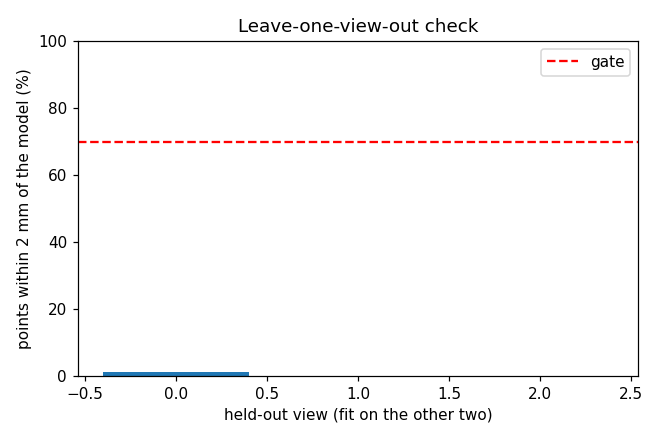 Leave-one-view-out check
gate
points within 2 mm of the model (%)
100
80
60
40
20
0
−0.5 0.0 0.5 1.0 1.5 2.0 2.5
held-out view (fit on the other two)